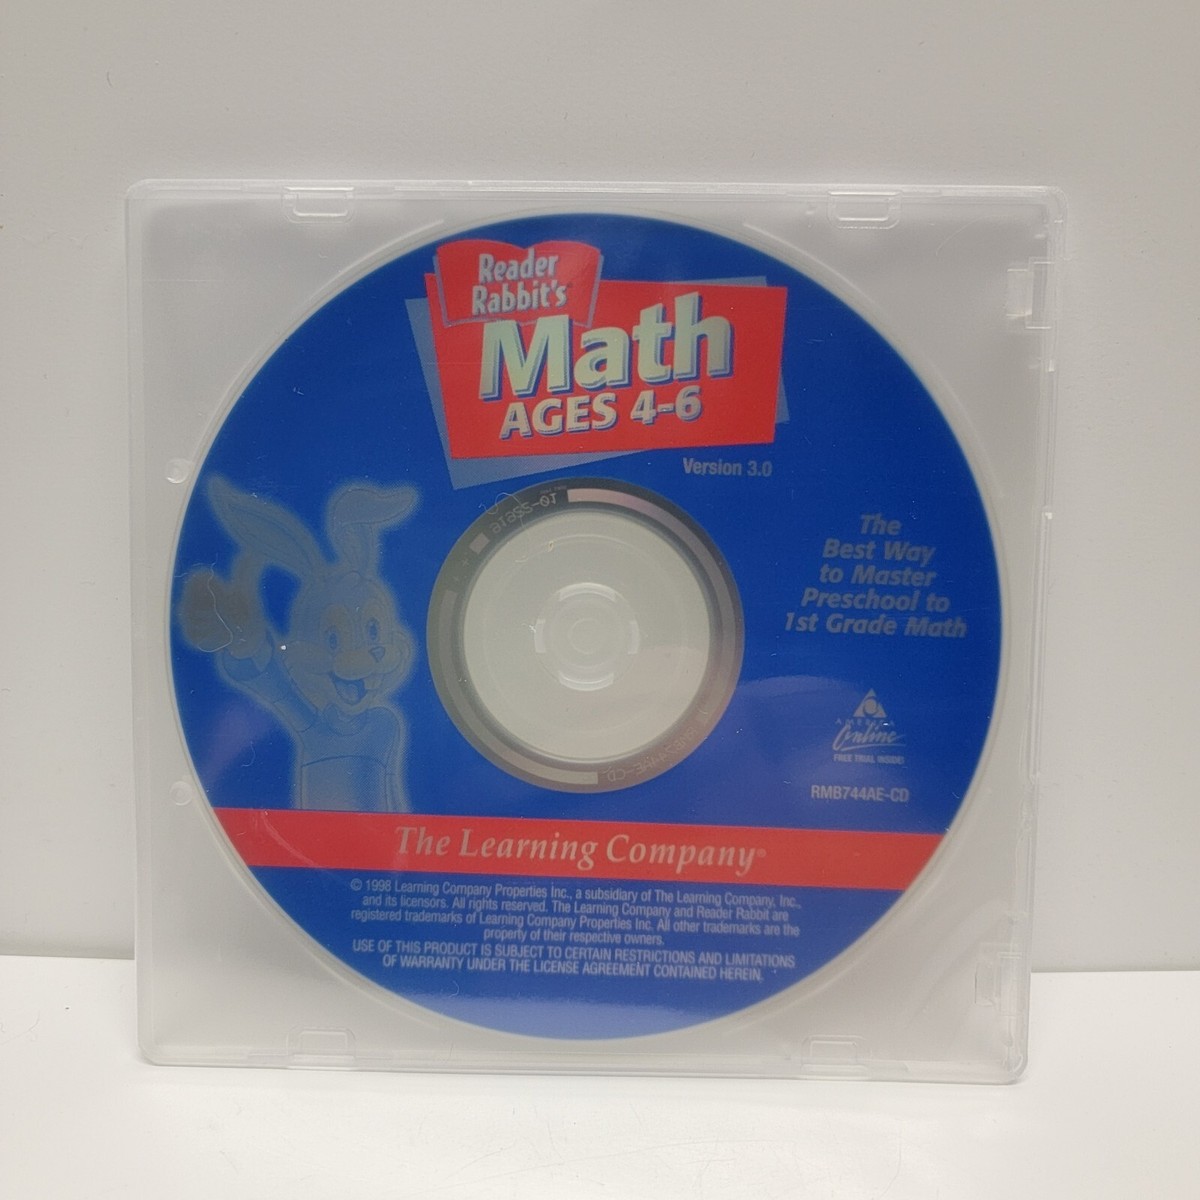 Reader
Rabbit's
Math
AGES 4-6
Version 3.0
The
Best Way
to Master
Preschool to
1st Grade Math
AMERICA
Online
FREE TRIAL INSIDE!
RMB744AE-CD
The Learning Company®
© 1998 Learning Company Properties Inc., a subsidiary of The Learning Company, Inc.,
and its licensors. All rights reserved. The Learning Company and Reader Rabbit are
registered trademarks of Learning Company Properties Inc. All other trademarks are the
property of their respective owners.
USE OF THIS PRODUCT IS SUBJECT TO CERTAIN RESTRICTIONS AND LIMITATIONS
OF WARRANTY UNDER THE LICENSE AGREEMENT CONTAINED HEREIN.